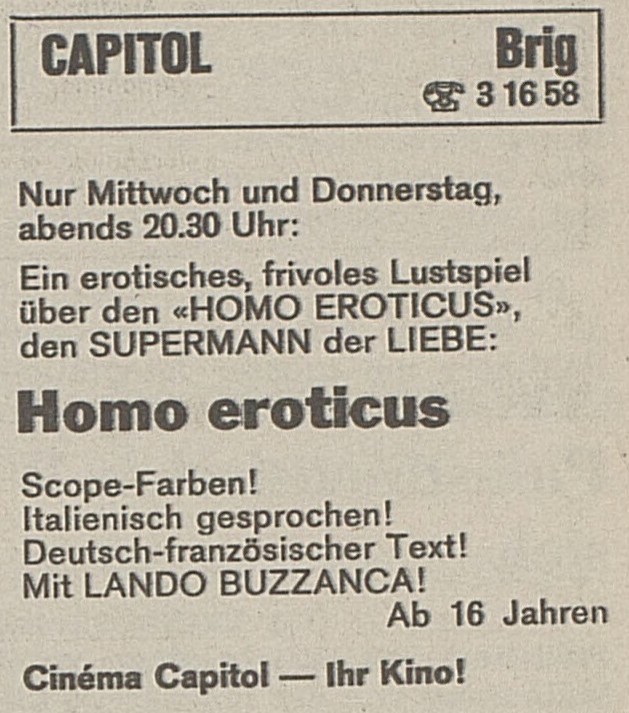 CAPITOL Brig
☎ 3 16 58
Nur Mittwoch und Donnerstag,
abends 20.30 Uhr:
Ein erotisches, frivoles Lustspiel
über den «HOMO EROTICUS»,
den SUPERMANN der LIEBE:
Homo eroticus
Scope-Farben!
Italienisch gesprochen!
Deutsch-französischer Text!
Mit LANDO BUZZANCA!
Ab 16 Jahren
Cinéma Capitol — Ihr Kino!